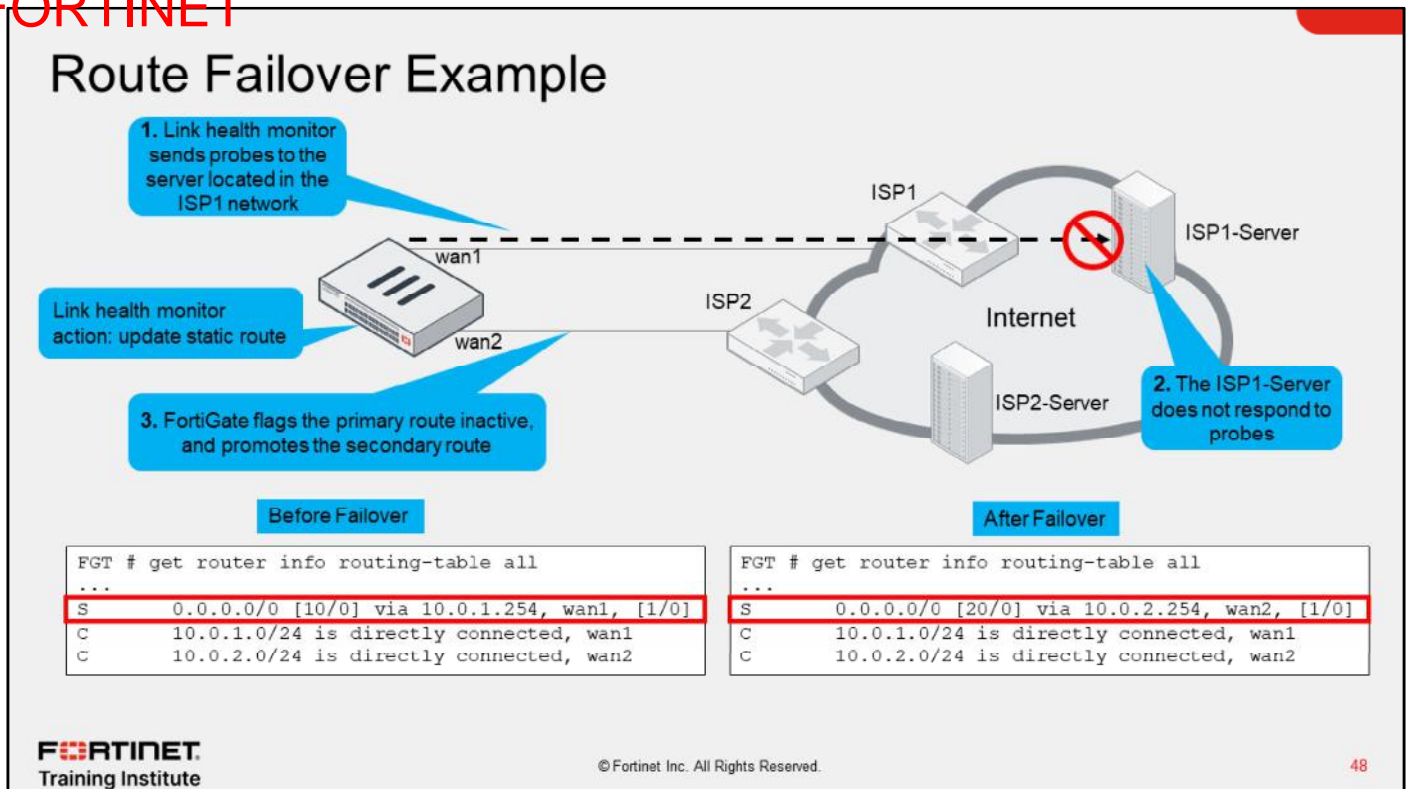 FORTINET
Route Failover Example
1. Link health monitor
sends probes to the
server located in the
ISP1 network
ISP1
ISP1-Server
wan1
Link health monitor
action: update static route
ISP2
Internet
wan2
2. The ISP1-Server
does not respond to
probes
ISP2-Server
3. FortiGate flags the primary route inactive,
and promotes the secondary route
Before Failover
FGT # get router info routing-table all
...
S 0.0.0.0/0 [10/0] via 10.0.1.254, wan1, [1/0]
C 10.0.1.0/24 is directly connected, wan1
C 10.0.2.0/24 is directly connected, wan2
After Failover
FGT # get router info routing-table all
...
S 0.0.0.0/0 [20/0] via 10.0.2.254, wan2, [1/0]
C 10.0.1.0/24 is directly connected, wan1
C 10.0.2.0/24 is directly connected, wan2
FORTINET
Training Institute
© Fortinet Inc. All Rights Reserved.
48